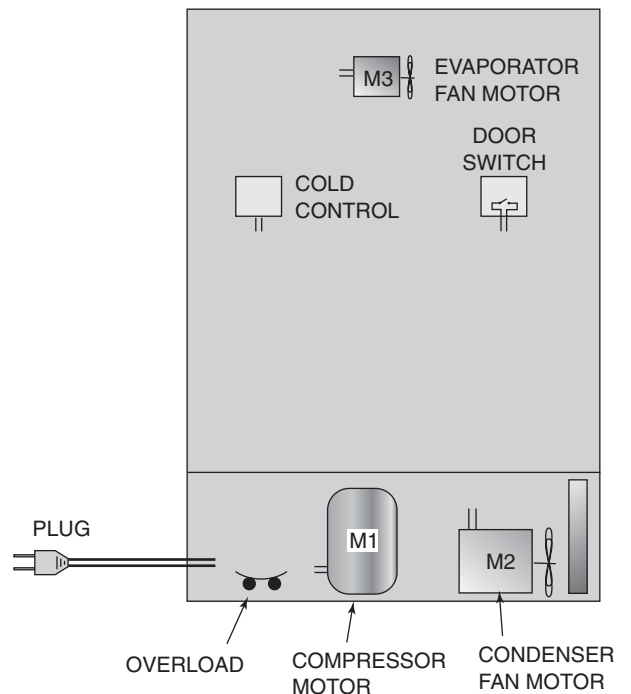 M3
EVAPORATOR
FAN MOTOR
DOOR
SWITCH
COLD
CONTROL
PLUG
M1
M2
OVERLOAD
COMPRESSOR
MOTOR
CONDENSER
FAN MOTOR